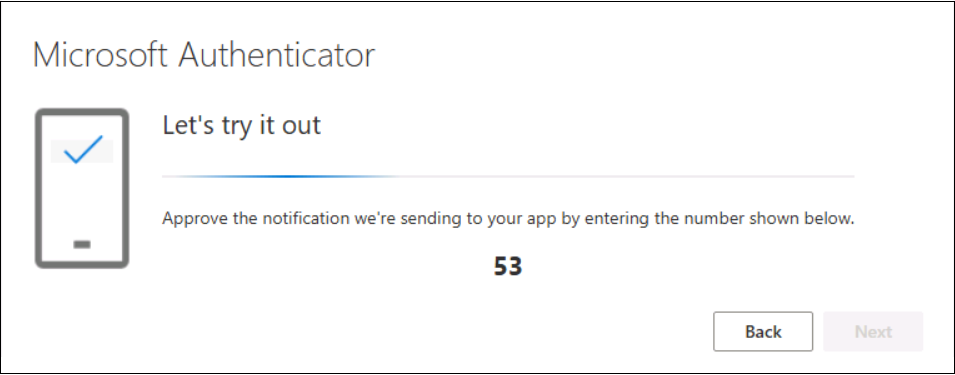 Microsoft Authenticator
Let's try it out
Approve the notification we're sending to your app by entering the number shown below.
53
Back
Next